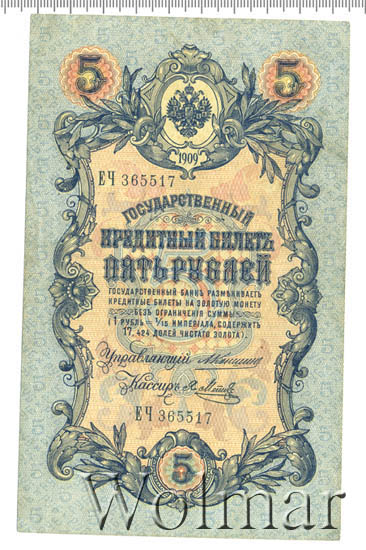 5 5
1909
ЕЧ 365517
ГОСУДАРСТВЕННЫЙ
КРЕДИТНЫЙ БИЛЕТЪ
ПЯТЬ РУБЛЕЙ
ГОСУДАРСТВЕННЫЙ БАНКЪ РАЗМѢНИВАЕТЪ
КРЕДИТНЫЕ БИЛЕТЫ НА ЗОЛОТУЮ МОНЕТУ
БЕЗЪ ОГРАНИЧЕНІЯ СУММЫ
(1 РУБЛЬ = 1/15 ИМПЕРІАЛА, СОДЕРЖИТЪ
17,424 ДОЛЕЙ ЧИСТАГО ЗОЛОТА).
Управляющій
Кассиръ
ЕЧ 365517
5
Wolmar